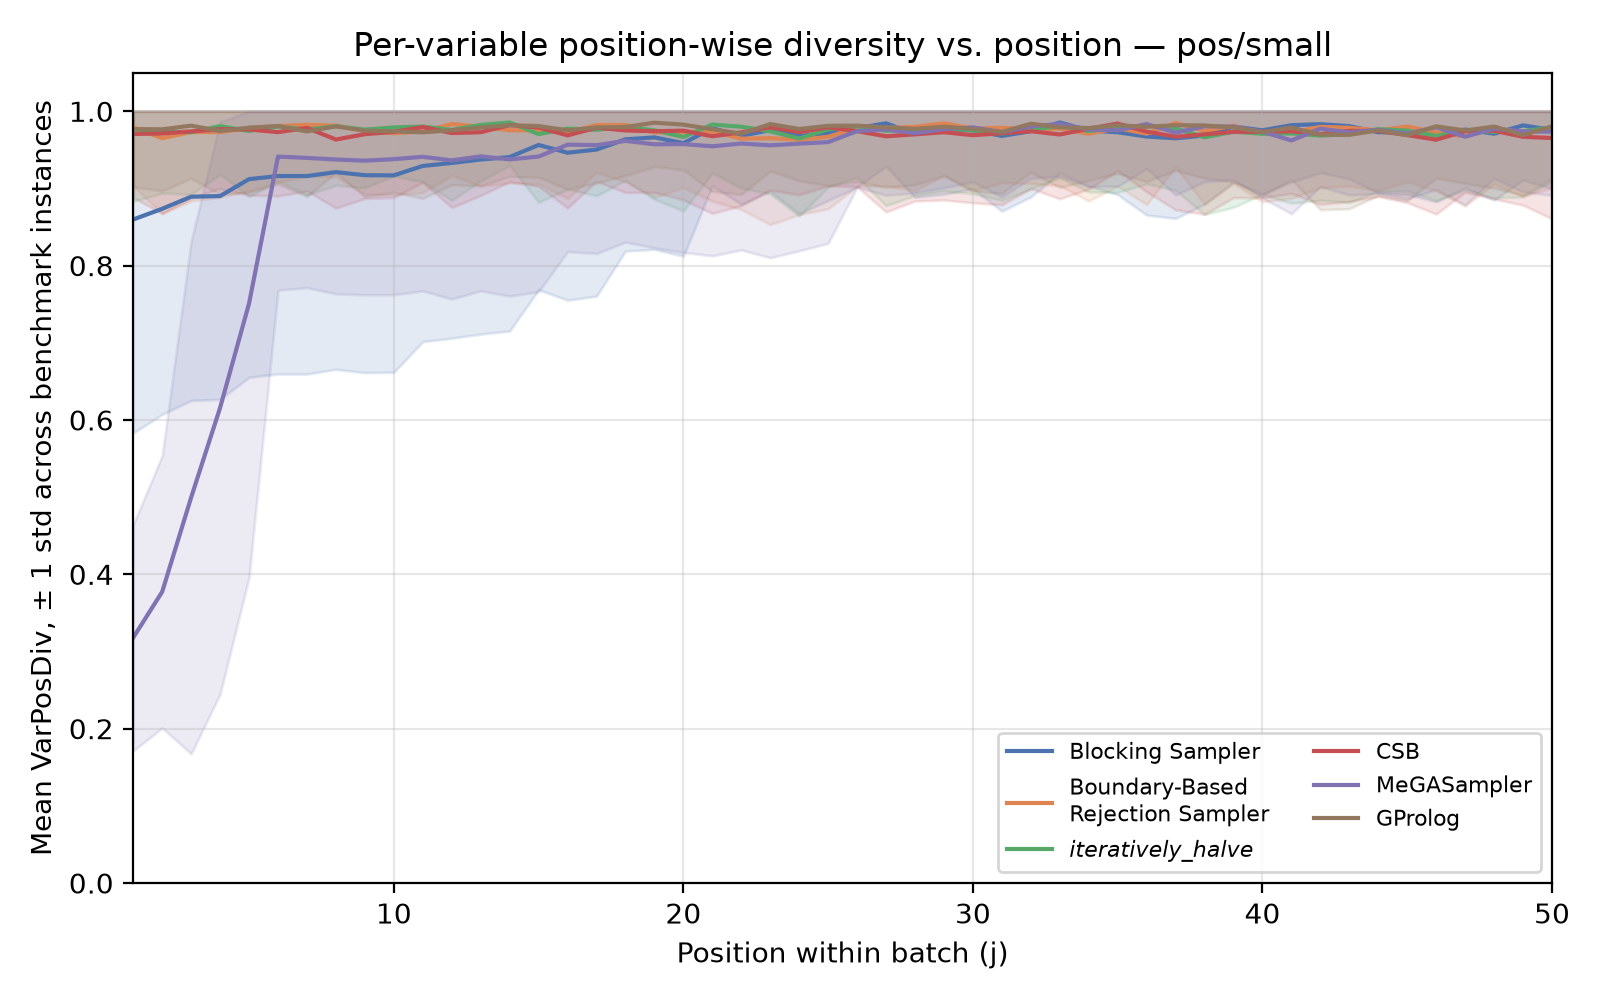 Per-variable position-wise diversity vs. position — pos/small
Mean VarPosDiv, ± 1 std across benchmark instances
1.0
0.8
0.6
0.4
0.2
0.0
10
20
30
40
50
Position within batch (j)
Blocking Sampler
Boundary-Based
Rejection Sampler
iteratively_halve
CSB
MeGASampler
GProlog